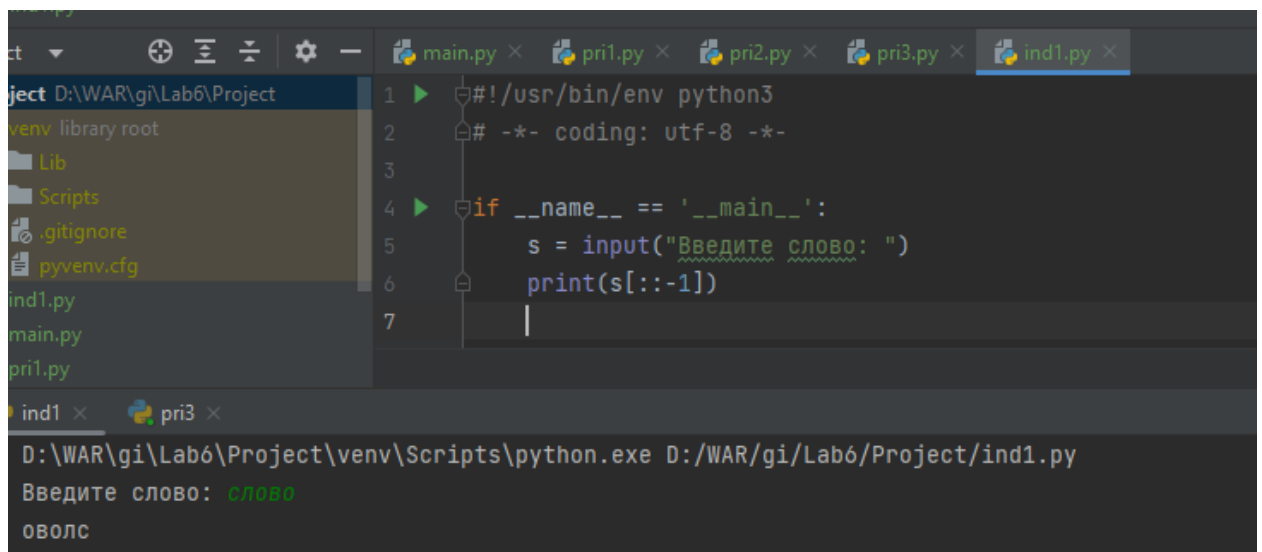 main.py pri1.py pri2.py pri3.py ind1.py
ject D:\WAR\gi\Lab6\Project
venv library root
Lib
Scripts
.gitignore
pyvenv.cfg
ind1.py
main.py
pri1.py
1 #!/usr/bin/env python3
2 # -*- coding: utf-8 -*-
3
4 if __name__ == '__main__':
5 s = input("Введите слово: ")
6 print(s[::-1])
7
ind1 pri3
D:\WAR\gi\Lab6\Project\venv\Scripts\python.exe D:/WAR/gi/Lab6/Project/ind1.py
Введите слово: слово
оволс